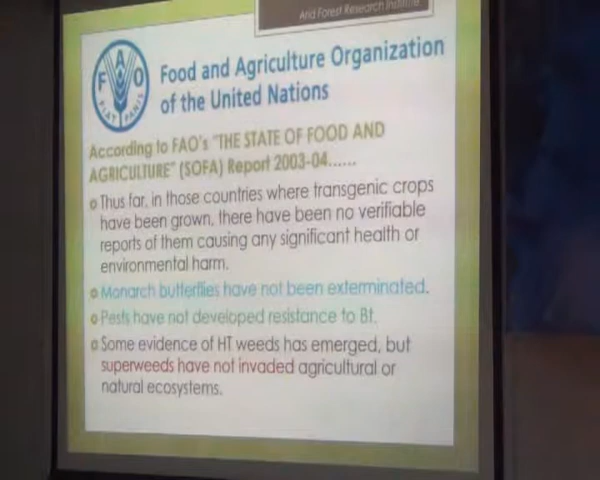 Arid Forest Research Institute
F A O
FIAT PANIS
Food and Agriculture Organization
of the United Nations
According to FAO's "THE STATE OF FOOD AND
AGRICULTURE" (SOFA) Report 2003-04......
Thus far, in those countries where transgenic crops
have been grown, there have been no verifiable
reports of them causing any significant health or
environmental harm.
Monarch butterflies have not been exterminated.
Pests have not developed resistance to Bt.
Some evidence of HT weeds has emerged, but
superweeds have not invaded agricultural or
natural ecosystems.